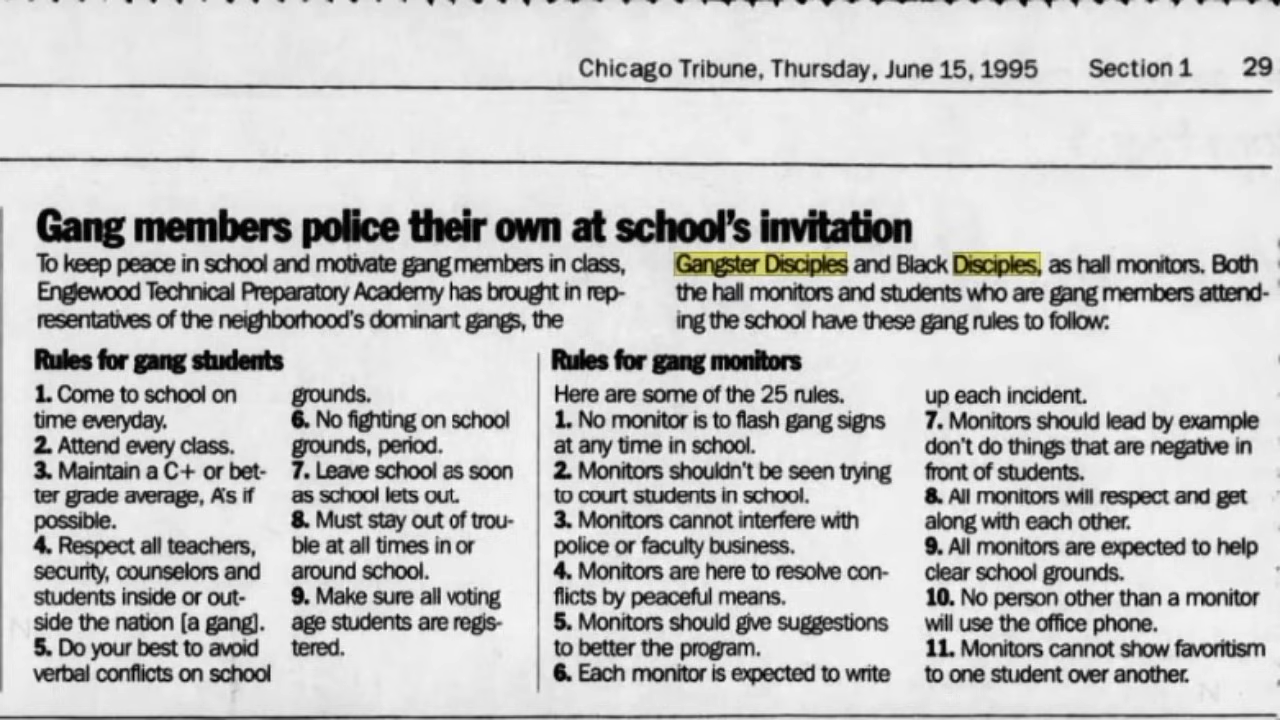 Chicago Tribune, Thursday, June 15, 1995 Section 1 29
Gang members police their own at school's invitation
To keep peace in school and motivate gang members in class,
Englewood Technical Preparatory Academy has brought in rep-
resentatives of the neighborhood's dominant gangs, the
Gangster Disciples and Black Disciples, as hall monitors. Both
the hall monitors and students who are gang members attend-
ing the school have these gang rules to follow:
Rules for gang students
1. Come to school on
time everyday.
2. Attend every class.
3. Maintain a C+ or bet-
ter grade average, A's if
possible.
4. Respect all teachers,
security, counselors and
students inside or out-
side the nation [a gang].
5. Do your best to avoid
verbal conflicts on school
grounds.
6. No fighting on school
grounds, period.
7. Leave school as soon
as school lets out.
8. Must stay out of trou-
ble at all times in or
around school.
9. Make sure all voting
age students are regis-
tered.
Rules for gang monitors
Here are some of the 25 rules.
1. No monitor is to flash gang signs
at any time in school.
2. Monitors shouldn't be seen trying
to court students in school.
3. Monitors cannot interfere with
police or faculty business.
4. Monitors are here to resolve con-
flicts by peaceful means.
5. Monitors should give suggestions
to better the program.
6. Each monitor is expected to write
up each incident.
7. Monitors should lead by example
don't do things that are negative in
front of students.
8. All monitors will respect and get
along with each other.
9. All monitors are expected to help
clear school grounds.
10. No person other than a monitor
will use the office phone.
11. Monitors cannot show favoritism
to one student over another.